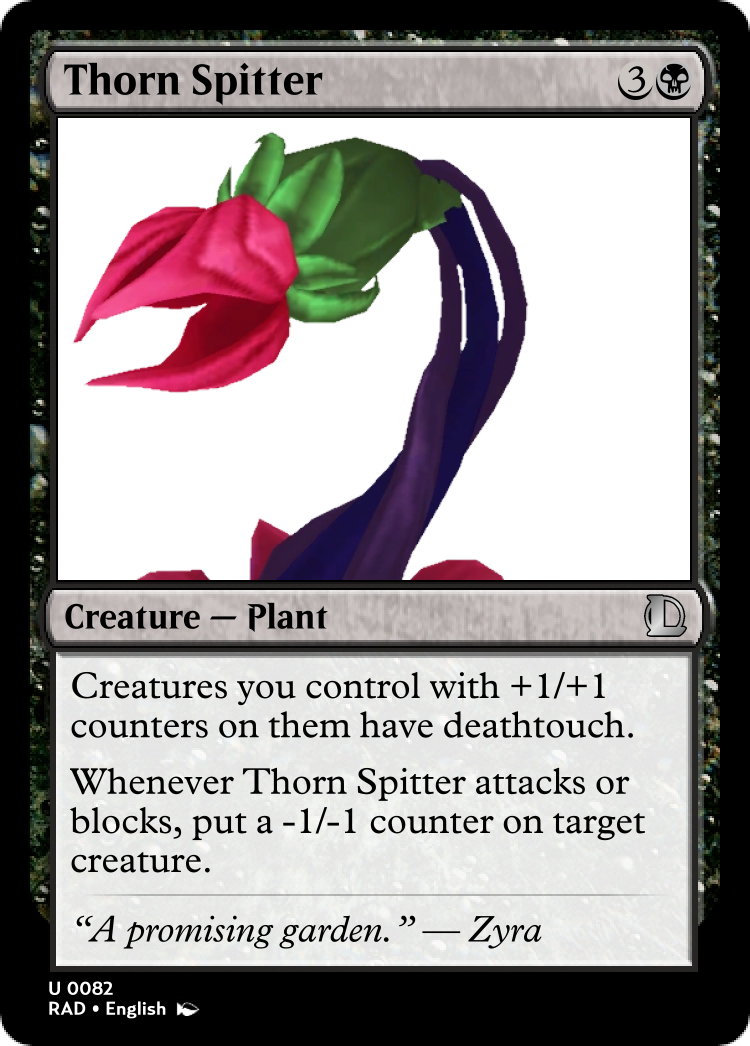 Thorn Spitter 3
Creature — Plant
Creatures you control with +1/+1
counters on them have deathtouch.
Whenever Thorn Spitter attacks or
blocks, put a -1/-1 counter on target
creature.
“A promising garden.” — Zyra
U 0082
RAD • English